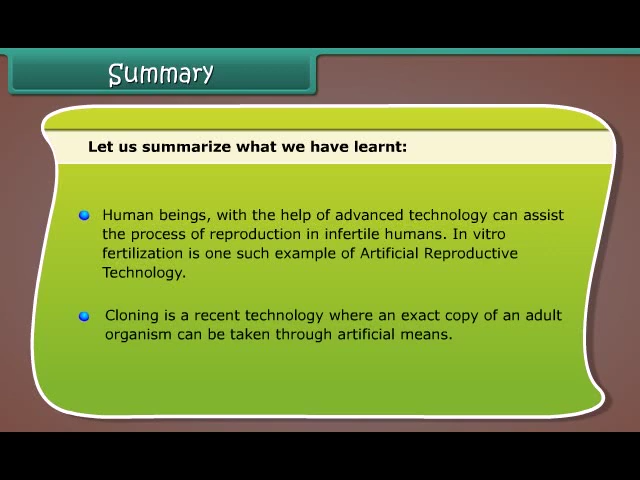 Summary
Let us summarize what we have learnt:
Human beings, with the help of advanced technology can assist
the process of reproduction in infertile humans. In vitro
fertilization is one such example of Artificial Reproductive
Technology.
Cloning is a recent technology where an exact copy of an adult
organism can be taken through artificial means.